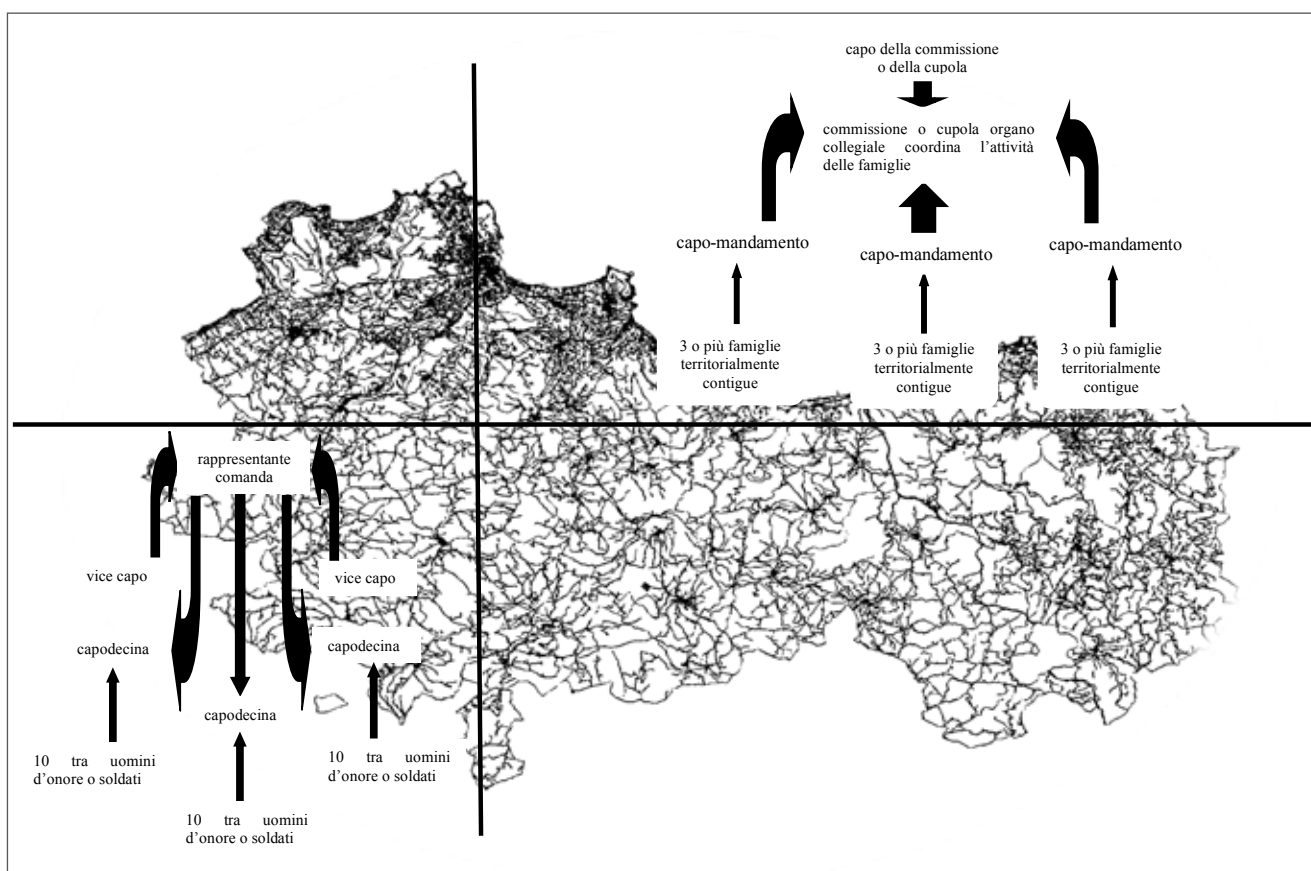 capo della commissione
o della cupola
commissione o cupola organo
collegiale coordina l'attività
delle famiglie
capo-mandamento
capo-mandamento
capo-mandamento
3 o più famiglie
territorialmente
contigue
3 o più famiglie
territorialmente
contigue
3 o più famiglie
territorialmente
contigue
rappresentante
comanda
vice capo
vice capo
capodecina
capodecina
capodecina
10 tra uomini
d'onore o soldati
10 tra uomini
d'onore o soldati
10 tra uomini
d'onore o soldati